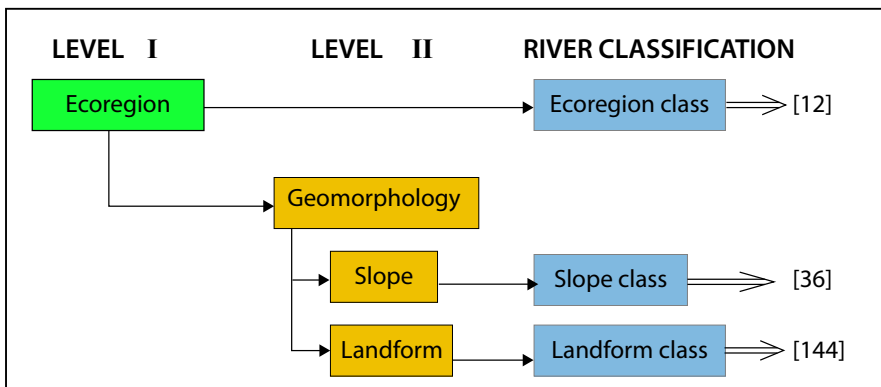 LEVEL I LEVEL II RIVER CLASSIFICATION
Ecoregion Ecoregion class [12]
Geomorphology
Slope Slope class [36]
Landform Landform class [144]